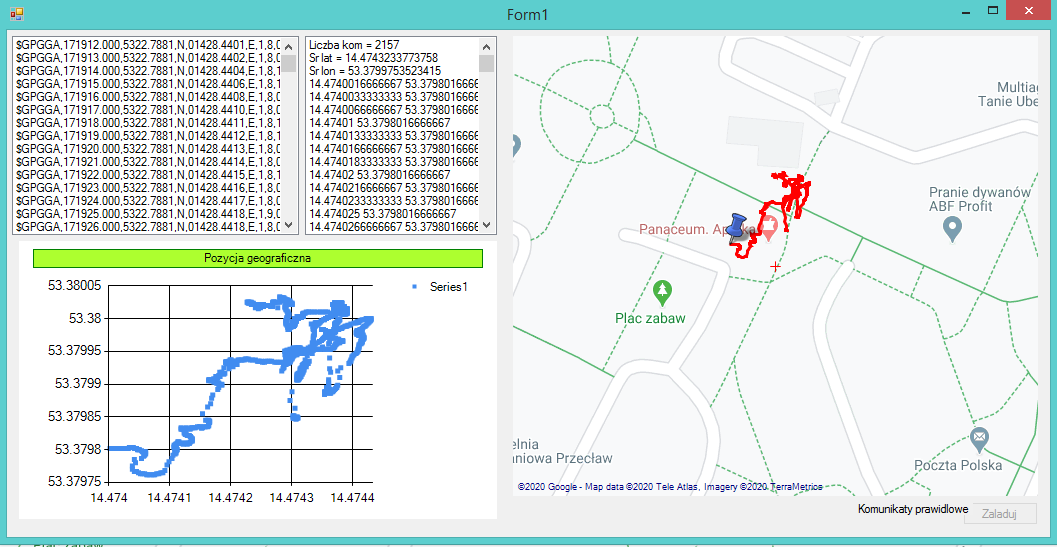 Form1
$GPGGA,171912.000,5322.7881,N,01428.4401,E,1,8,0
$GPGGA,171913.000,5322.7881,N,01428.4402,E,1,8,0
$GPGGA,171914.000,5322.7881,N,01428.4404,E,1,8,1
$GPGGA,171915.000,5322.7881,N,01428.4406,E,1,8,1
$GPGGA,171916.000,5322.7881,N,01428.4408,E,1,8,0
$GPGGA,171917.000,5322.7881,N,01428.4410,E,1,8,0
$GPGGA,171918.000,5322.7881,N,01428.4411,E,1,8,0
$GPGGA,171919.000,5322.7881,N,01428.4412,E,1,8,1
$GPGGA,171920.000,5322.7881,N,01428.4413,E,1,8,0
$GPGGA,171921.000,5322.7881,N,01428.4414,E,1,8,0
$GPGGA,171922.000,5322.7881,N,01428.4415,E,1,8,0
$GPGGA,171923.000,5322.7881,N,01428.4416,E,1,8,0
$GPGGA,171924.000,5322.7881,N,01428.4417,E,1,8,0
$GPGGA,171925.000,5322.7881,N,01428.4418,E,1,9,0
$GPGGA,171926.000,5322.7881,N,01428.4418,E,1,8,0
Liczba kom = 2157
Sr lat = 14.4743233773758
Sr lon = 53.3799753523415
14.4740016666667 53.3798016666
14.4740033333333 53.3798016666
14.4740066666667 53.3798016666
14.47401 53.3798016666667
14.4740133333333 53.3798016666
14.4740166666667 53.3798016666
14.4740183333333 53.3798016666
14.47402 53.3798016666667
14.4740216666667 53.3798016666
14.4740233333333 53.3798016666
14.474025 53.3798016666667
14.4740266666667 53.3798016666
Pozycja geograficzna
53.38005
53.38
53.37995
53.3799
53.37985
53.3798
53.37975
14.474
14.4741
14.4742
14.4743
14.4744
Series1
Tanie Ube
Pranie dywanów
ABF Profit
Panaceum.
Plac zabaw
Poczta Polska
©2020 Google - Map data ©2020 Tele Atlas, Imagery ©2020 TerraMetrics
Komunikaty prawidlowe
Zaladuj